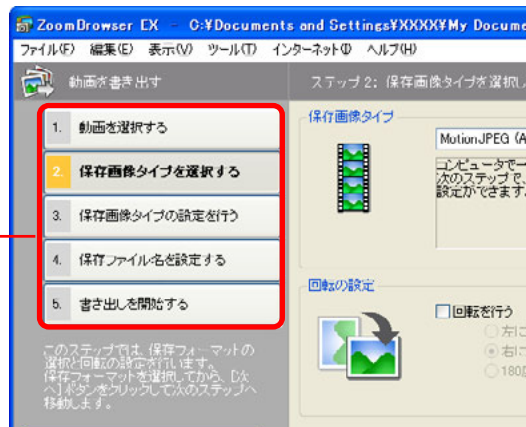 ZoomBrowser EX - C:¥Documents and Settings¥XXXX¥My Docume
ファイル(F) 編集(E) 表示(V) ツール(T) インターネット(I) ヘルプ(H)
動画を書き出す
ステップ2: 保存画像タイプを選択し
1. 動画を選択する
2. 保存画像タイプを選択する
3. 保存画像タイプの設定を行う
4. 保存ファイル名を設定する
5. 書き出しを開始する
このステップでは、保存フォーマットの
選択と回転の設定を行います。
保存フォーマットを選択してから、[次
へ]ボタンをクリックして次のステップへ
移動します。
保存画像タイプ
MotionJPEG (A
コンピュータで一
次のステップで、
設定ができます。
回転の設定
回転を行う
左に
右に
180度